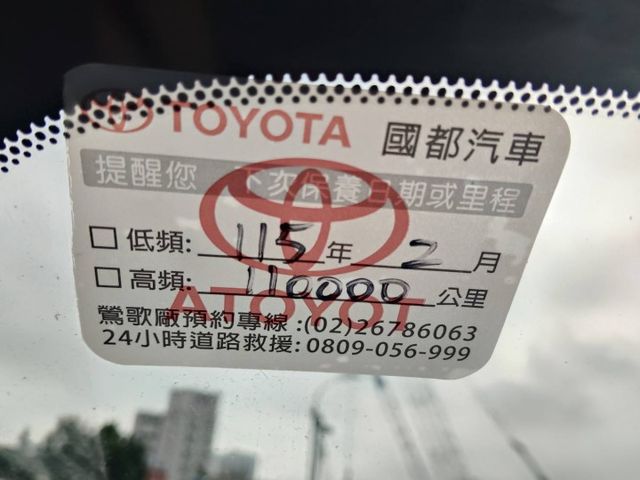 TOYOTA 國都汽車
提醒您 下次保養日期或里程
低頻: 115 年 2 月
高頻: 110000 公里
ATOYOT
鶯歌廠預約專線:(02)26786063
24小時道路救援:0809-056-999